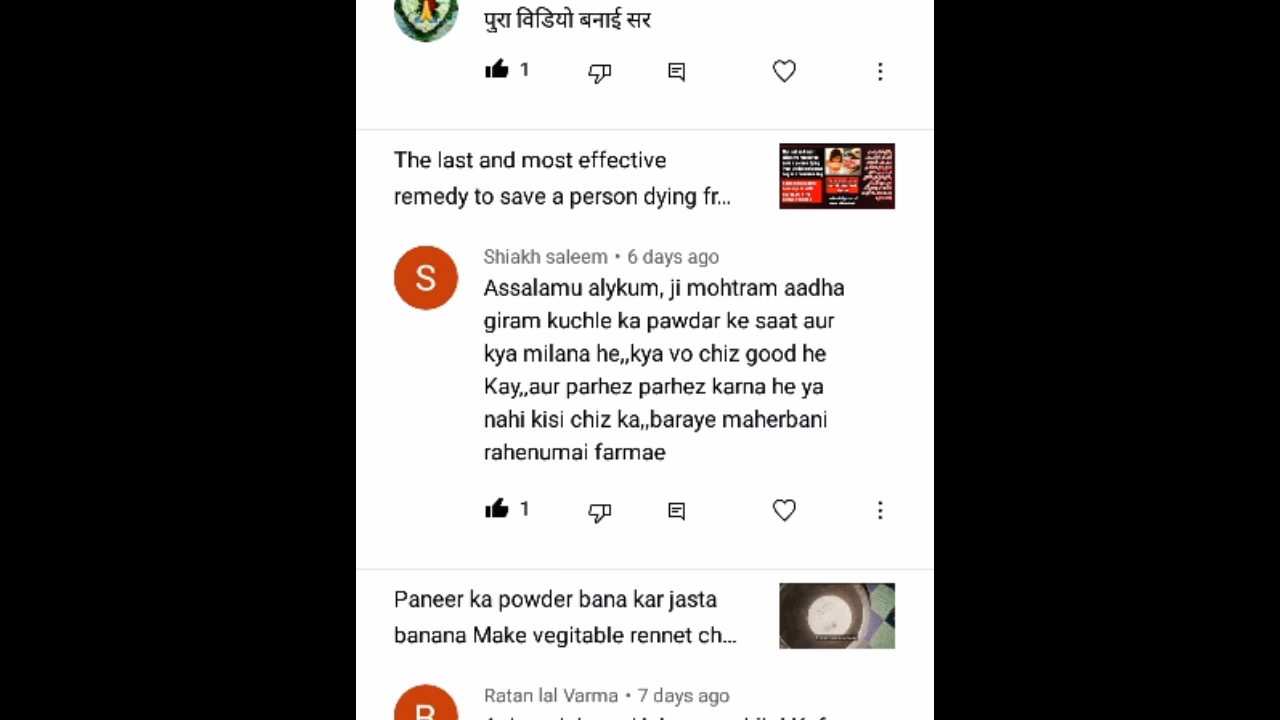 पुरा विडियो बनाई सर
1
The last and most effective
remedy to save a person dying fr...
Shiakh saleem • 6 days ago
S
Assalamu alykum, ji mohtram aadha
giram kuchle ka pawdar ke saat aur
kya milana he,,kya vo chiz good he
Kay,,aur parhez parhez karna he ya
nahi kisi chiz ka,,baraye maherbani
rahenumai farmae
1
Paneer ka powder bana kar jasta
banana Make vegitable rennet ch...
Ratan lal Varma • 7 days ago